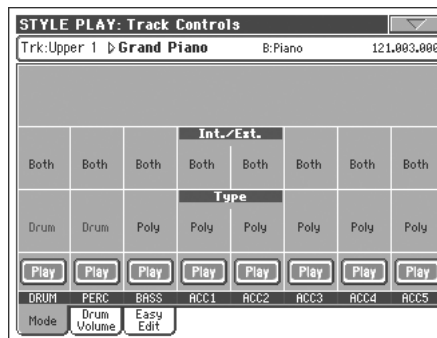 STYLE PLAY: Track Controls
Trk:Upper 1 Grand Piano B:Piano 121.003.000
Int./Ext.
Both Both Both Both Both Both Both Both
Type
Drum Drum Poly Poly Poly Poly Poly Poly
Play Play Play Play Play Play Play Play
DRUM PERC BASS ACC1 ACC2 ACC3 ACC4 ACC5
Mode Drum Volume Easy Edit